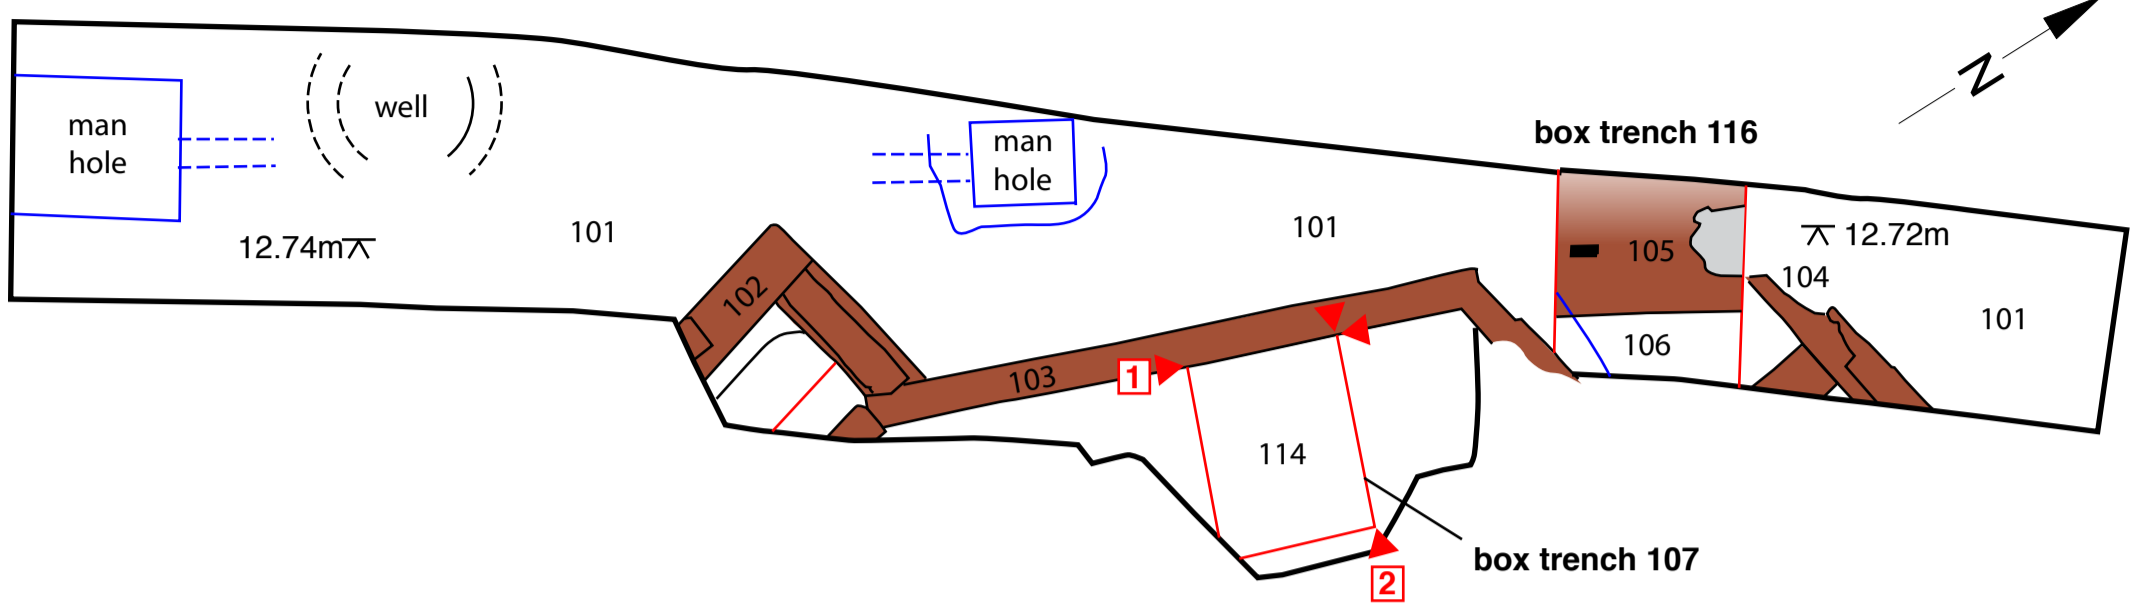 N
man
hole
well
man
hole
box trench 116
12.74m
101
101
105
12.72m
104
102
101
106
103
1
114
box trench 107
2